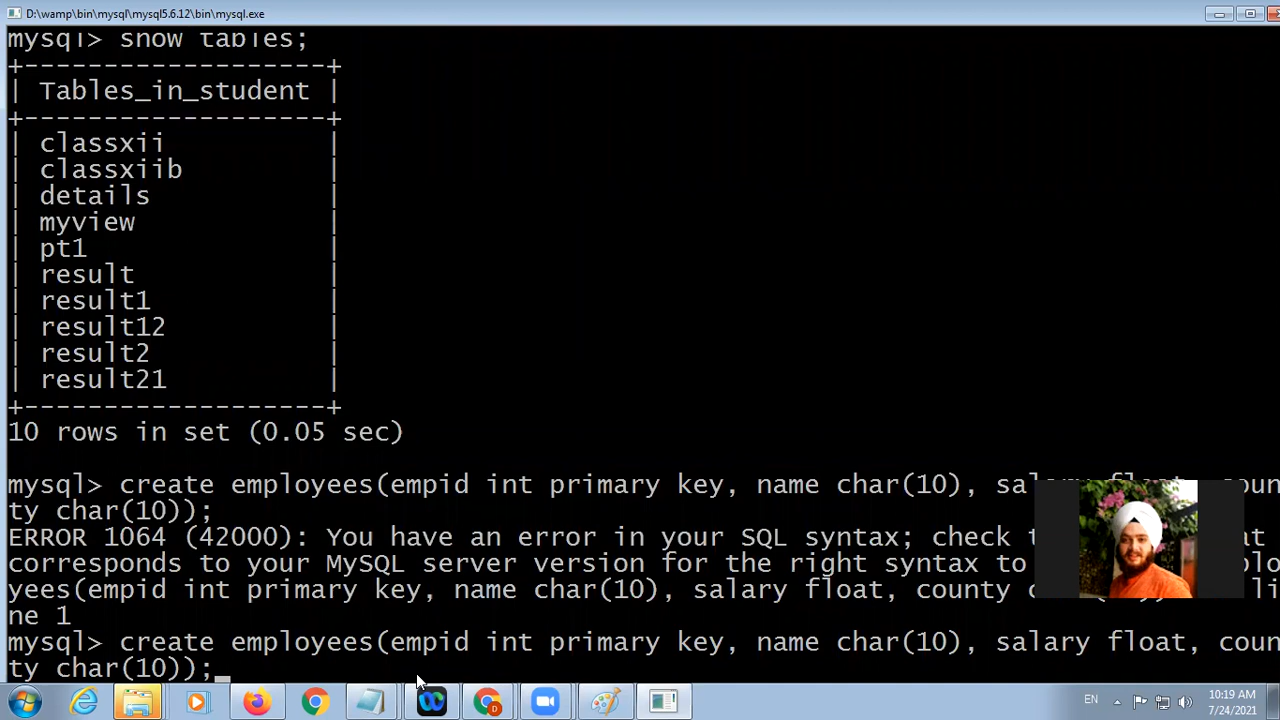 D:\wamp\bin\mysql\mysql5.6.12\bin\mysql.exe
mysql> show tables;
+-------------------+
| Tables_in_student |
+-------------------+
| classxii |
| classxiib |
| details |
| myview |
| pt1 |
| result |
| result1 |
| result12 |
| result2 |
| result21 |
+-------------------+
10 rows in set (0.05 sec)
mysql> create employees(empid int primary key, name char(10), float,
ty char(10));
ERROR 1064 (42000): You have an error in your SQL syntax; check
corresponds to your MySQL server version for the right syntax to
yees(empid int primary key, name char(10), salary float, county
ne 1
mysql> create employees(empid int primary key, name char(10), salary float, coun
ty char(10));
EN
10:19 AM
7/24/2021